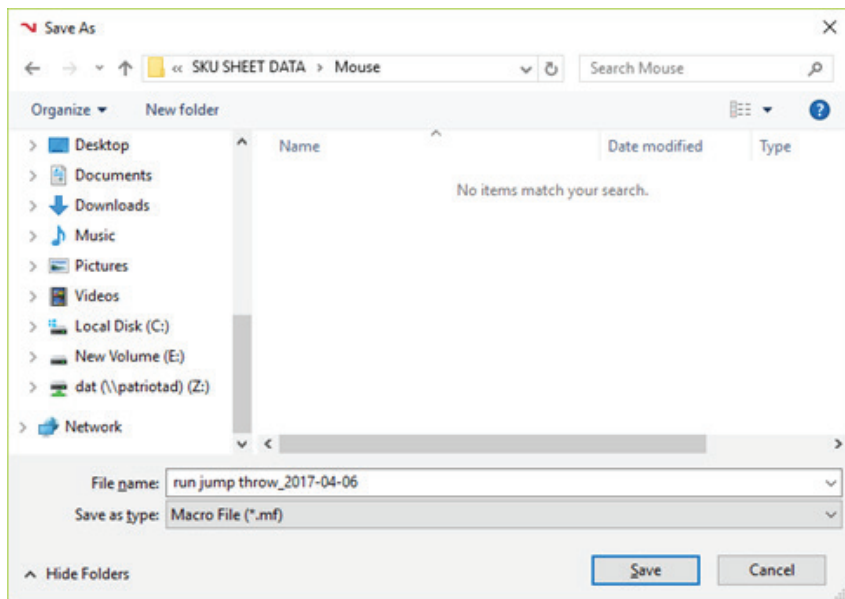 Save As
« SKU SHEET DATA > Mouse
Search Mouse
Organize
New folder
Name
Date modified
Type
No items match your search.
Desktop
Documents
Downloads
Music
Pictures
Videos
Local Disk (C:)
New Volume (E:)
dat (\\patriotad) (Z:)
Network
File name: run jump throw_2017-04-06
Save as type: Macro File (*.mf)
Hide Folders
Save
Cancel